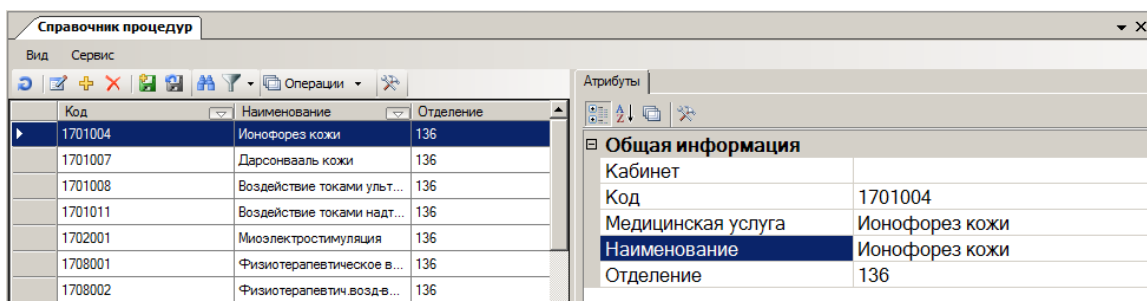 Справочник процедур
Вид Сервис
Операции
Код Наименование Отделение
1701004 Ионофорез кожи 136
1701007 Дарсонвааль кожи 136
1701008 Воздействие токами ульт... 136
1701011 Воздействие токами надт... 136
1702001 Миоэлектростимуляция 136
1708001 Физиотерапевтическое в... 136
1708002 Физиотерапевтич.возд-в... 136
Атрибуты
Общая информация
Кабинет
Код 1701004
Медицинская услуга Ионофорез кожи
Наименование Ионофорез кожи
Отделение 136